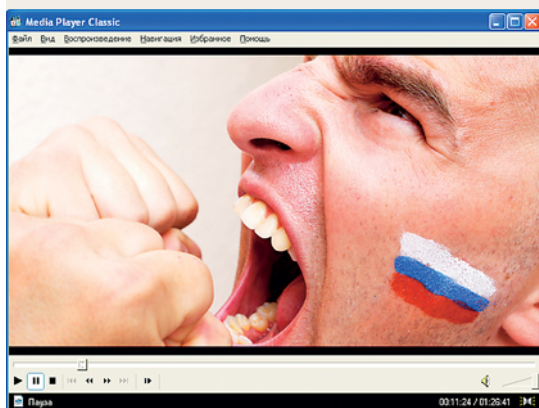 Media Player Classic
Файл Вид Воспроизведение Навигация Избранное Помощь
Пауза 00:11:24 / 01:26:41